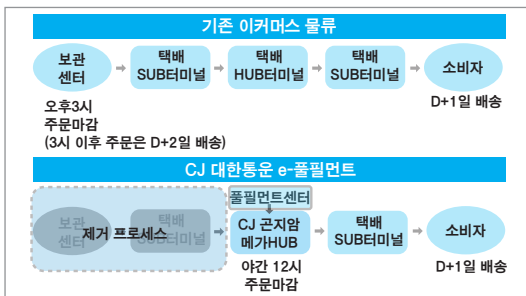 기존 이커머스 물류
보관
센터
택배
SUB터미널
택배
HUB터미널
택배
SUB터미널
소비자
오후3시
주문마감
(3시 이후 주문은 D+2일 배송)
D+1일 배송
CJ 대한통운 e-풀필먼트
풀필먼트센터
보관
센터
택배
SUB터미널
제거 프로세스
CJ 곤지암
메가HUB
택배
SUB터미널
소비자
야간 12시
주문마감
D+1일 배송